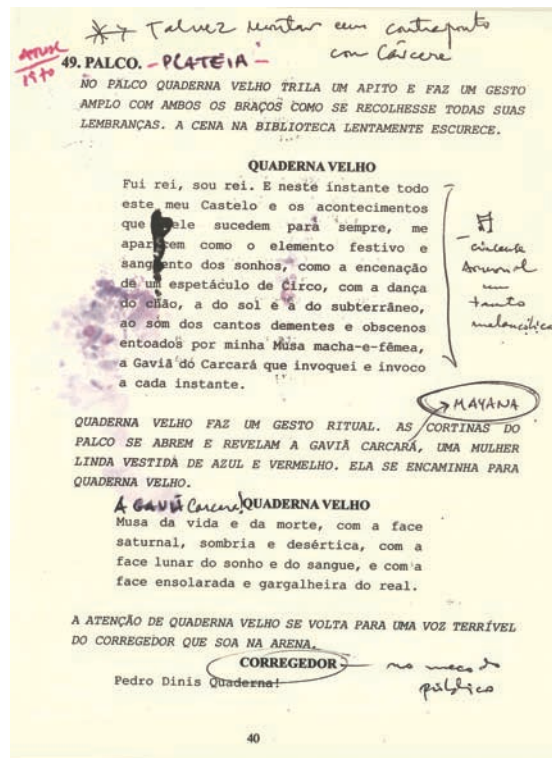 * Talvez montar em contraponto
com Cárcere
ATUAL
1970
49. PALCO. - PLATEIA -
NO PALCO QUADERNA VELHO TRILA UM APITO E FAZ UM GESTO
AMPLO COM AMBOS OS BRAÇOS COMO SE RECOLHESSE TODAS SUAS
LEMBRANÇAS. A CENA NA BIBLIOTECA LENTAMENTE ESCURECE.
QUADERNA VELHO
Fui rei, sou rei. E neste instante todo
este meu Castelo e os acontecimentos
que nele sucedem para sempre, me
aparecem como o elemento festivo e
sangrento dos sonhos, como a encenação
de um espetáculo de Circo, com a dança
do chão, a do sol e a do subterrâneo,
ao som dos cantos dementes e obscenos
entoados por minha Musa macha-e-fêmea,
a Gaviã do Carcará que invoquei e invoco
a cada instante.
um
tanto
melancólica
MAYANA
QUADERNA VELHO FAZ UM GESTO RITUAL. AS CORTINAS DO
PALCO SE ABREM E REVELAM A GAVIÃ CARCARÁ, UMA MULHER
LINDA VESTIDA DE AZUL E VERMELHO. ELA SE ENCAMINHA PARA
QUADERNA VELHO.
A GAVIÃ Carcará! QUADERNA VELHO
Musa da vida e da morte, com a face
saturnal, sombria e desértica, com a
face lunar do sonho e do sangue, e com a
face ensolarada e gargalheira do real.
A ATENÇÃO DE QUADERNA VELHO SE VOLTA PARA UMA VOZ TERRÍVEL
DO CORREGEDOR QUE SOA NA ARENA.
CORREGEDOR - no meio do
público
Pedro Dinis Quaderna!
40